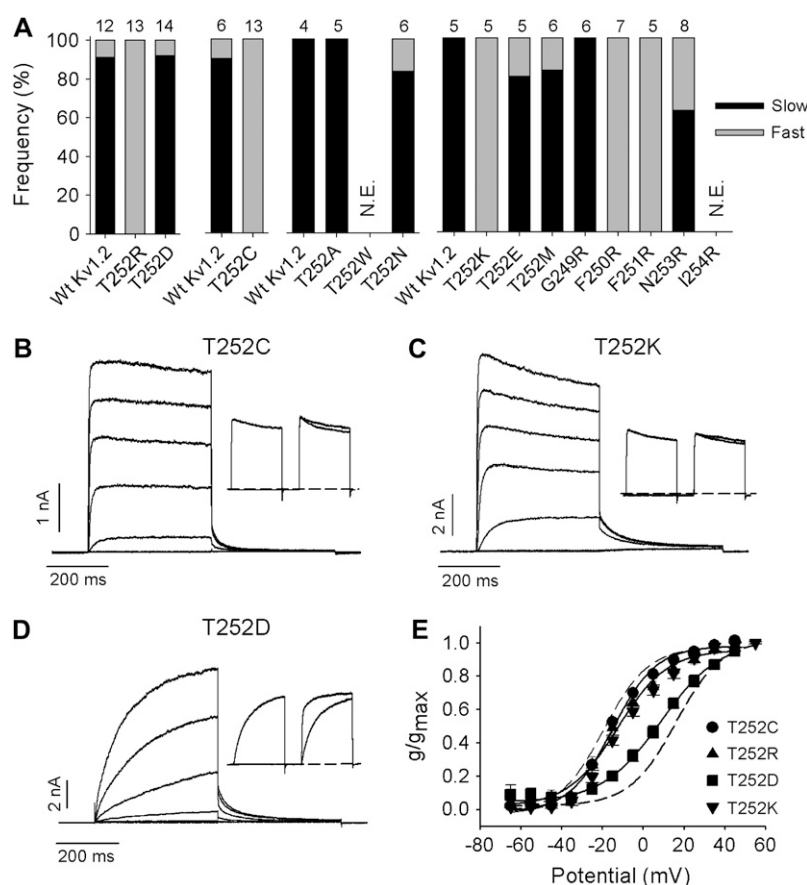 A
12 13 14 6 13 4 5 6 5 5 5 6 6 7 5 8
Frequency (%)
100
80
60
40
20
0
N.E.
N.E.
Slow
Fast
Wt Kv1.2 T252R T252D Wt Kv1.2 T252C Wt Kv1.2 T252A T252W T252N Wt Kv1.2 T252K T252E T252M G249R F250R F251R N253R I254R
B
T252C
1 nA
200 ms
C
T252K
2 nA
200 ms
D
T252D
2 nA
200 ms
E
g/gmax
1.0
0.8
0.6
0.4
0.2
0.0
T252C
T252R
T252D
T252K
-80 -60 -40 -20 0 20 40 60
Potential (mV)